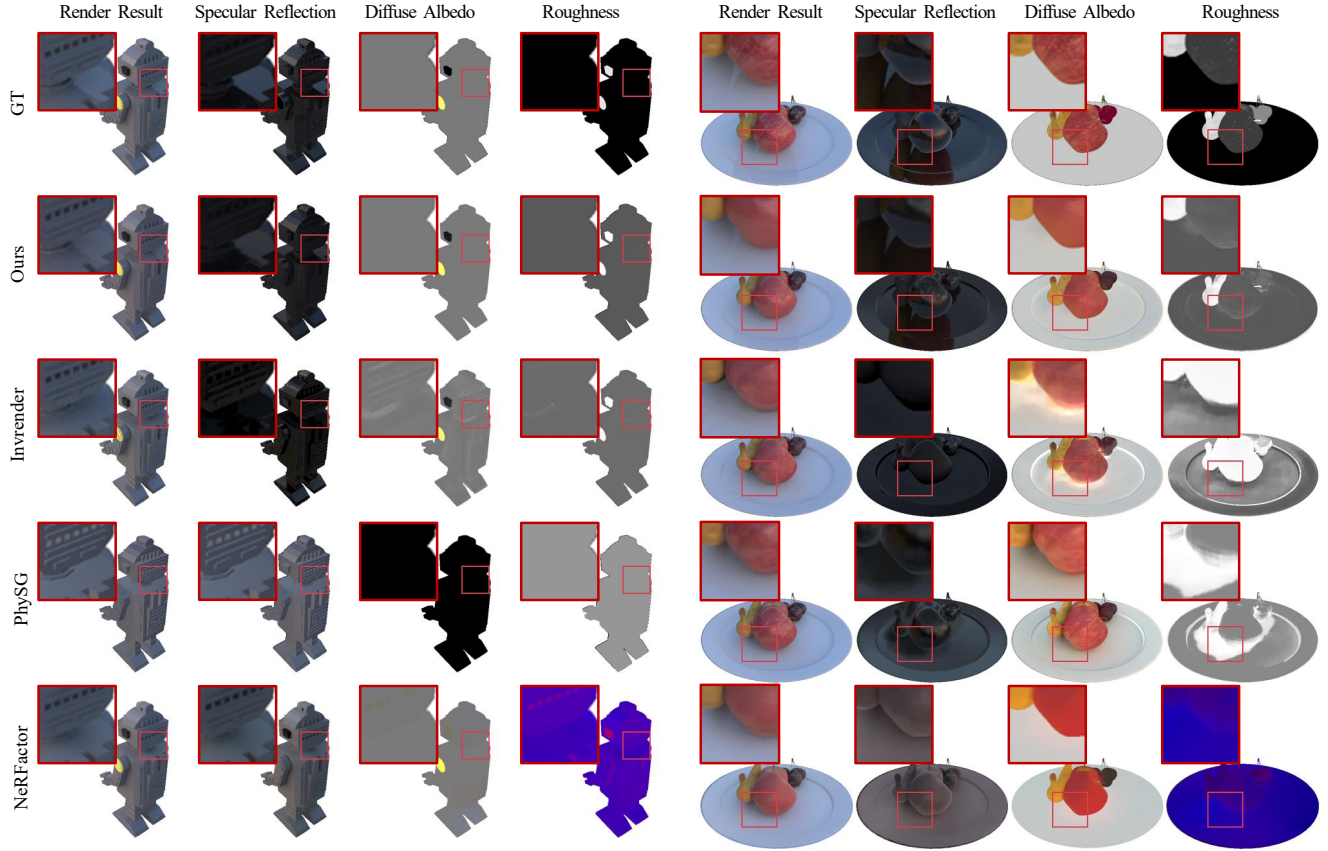 Render Result Specular Reflection Diffuse Albedo Roughness Render Result Specular Reflection Diffuse Albedo Roughness
GT
Ours
Invrender
PhySG
NeRFactor